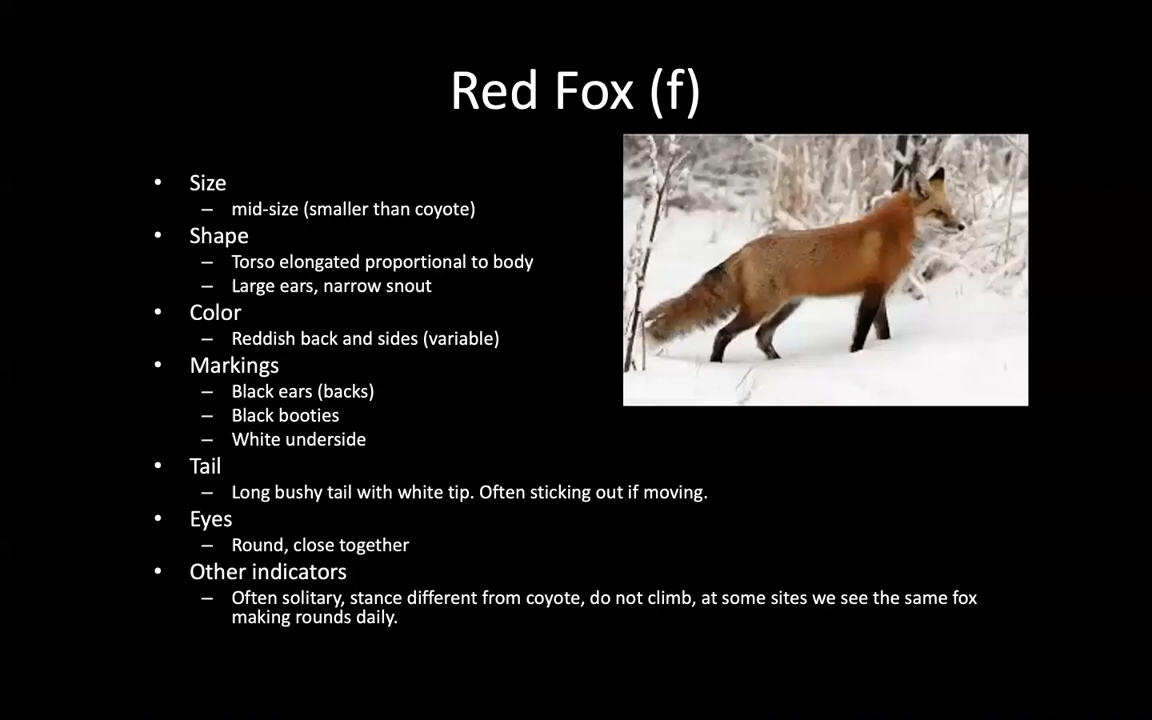 Red Fox (f)
• Size
– mid-size (smaller than coyote)
• Shape
– Torso elongated proportional to body
– Large ears, narrow snout
• Color
– Reddish back and sides (variable)
• Markings
– Black ears (backs)
– Black booties
– White underside
• Tail
– Long bushy tail with white tip. Often sticking out if moving.
• Eyes
– Round, close together
• Other indicators
– Often solitary, stance different from coyote, do not climb, at some sites we see the same fox
making rounds daily.